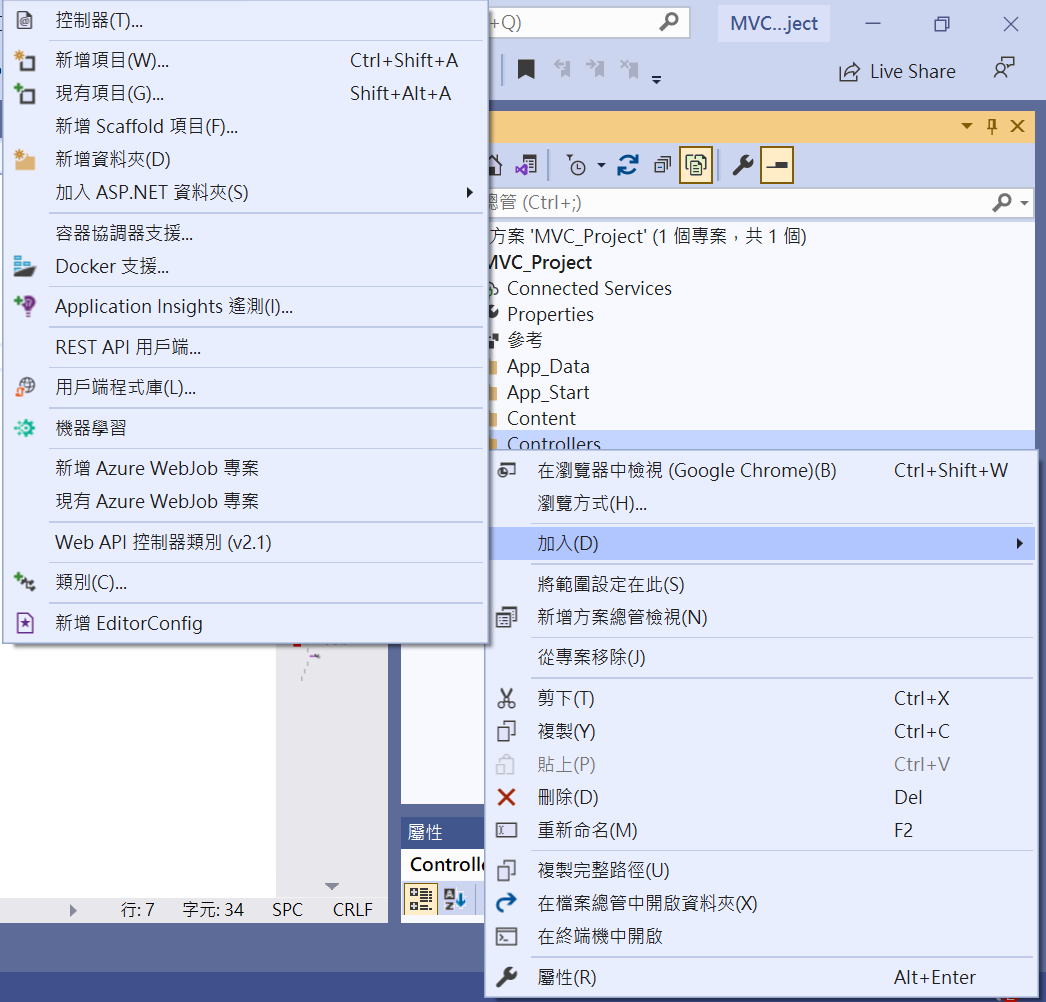 控制器(T)...
新增項目(W)... Ctrl+Shift+A
現有項目(G)... Shift+Alt+A
新增 Scaffold 項目(F)...
新增資料夾(D)
加入 ASP.NET 資料夾(S)
容器協調器支援...
Docker 支援...
Application Insights 遙測(I)...
REST API 用戶端...
用戶端程式庫(L)...
機器學習
新增 Azure WebJob 專案
現有 Azure WebJob 專案
Web API 控制器類別 (v2.1)
類別(C)...
新增 EditorConfig
+Q)
MVC...ject
Live Share
總管 (Ctrl+;)
方案 'MVC_Project' (1 個專案，共 1 個)
MVC_Project
Connected Services
Properties
參考
App_Data
App_Start
Content
Controllers
在瀏覽器中檢視 (Google Chrome)(B) Ctrl+Shift+W
瀏覽方式(H)...
加入(D)
將範圍設定在此(S)
新增方案總管檢視(N)
從專案移除(J)
剪下(T) Ctrl+X
複製(Y) Ctrl+C
貼上(P) Ctrl+V
刪除(D) Del
重新命名(M) F2
複製完整路徑(U)
在檔案總管中開啟資料夾(X)
在終端機中開啟
屬性(R) Alt+Enter
屬性
Controlle
行: 7 字元: 34 SPC CRLF